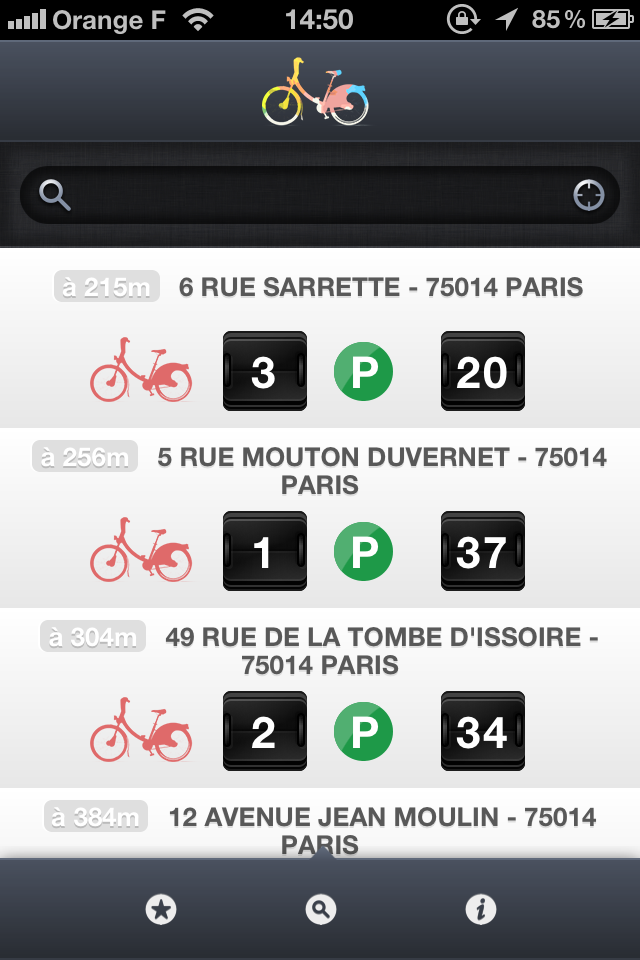 Orange F 14:50 85 %
à 215m 6 RUE SARRETTE - 75014 PARIS
3 P 20
à 256m 5 RUE MOUTON DUVERNET - 75014
PARIS
1 P 37
à 304m 49 RUE DE LA TOMBE D'ISSOIRE -
75014 PARIS
2 P 34
à 384m 12 AVENUE JEAN MOULIN - 75014
PARIS
i